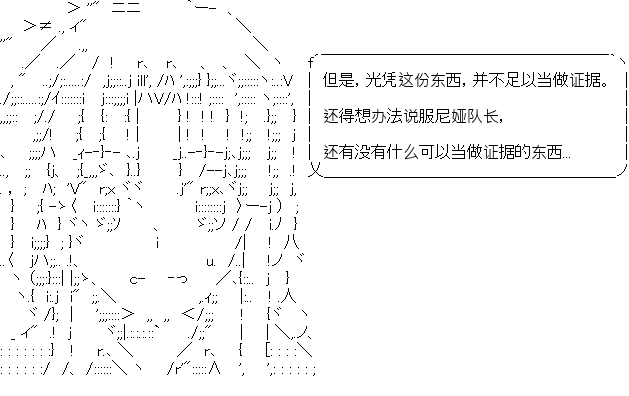 但是，光凭这份东西，并不足以当做证据。
还得想办法说服尼娅队长，
还有没有什么可以当做证据的东西...